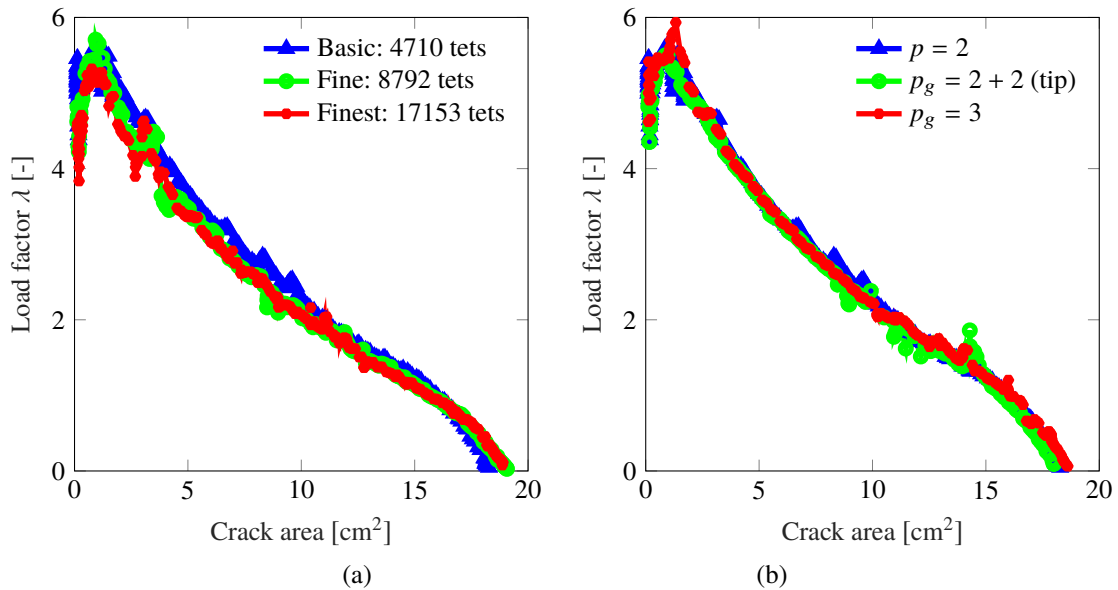 6
4
2
0
0
5
10
15
20
Load factor λ [-]
Crack area [cm²]
Basic: 4710 tets
Fine: 8792 tets
Finest: 17153 tets
(a)
6
4
2
0
0
5
10
15
20
Load factor λ [-]
Crack area [cm²]
p = 2
p_g = 2 + 2 (tip)
p_g = 3
(b)